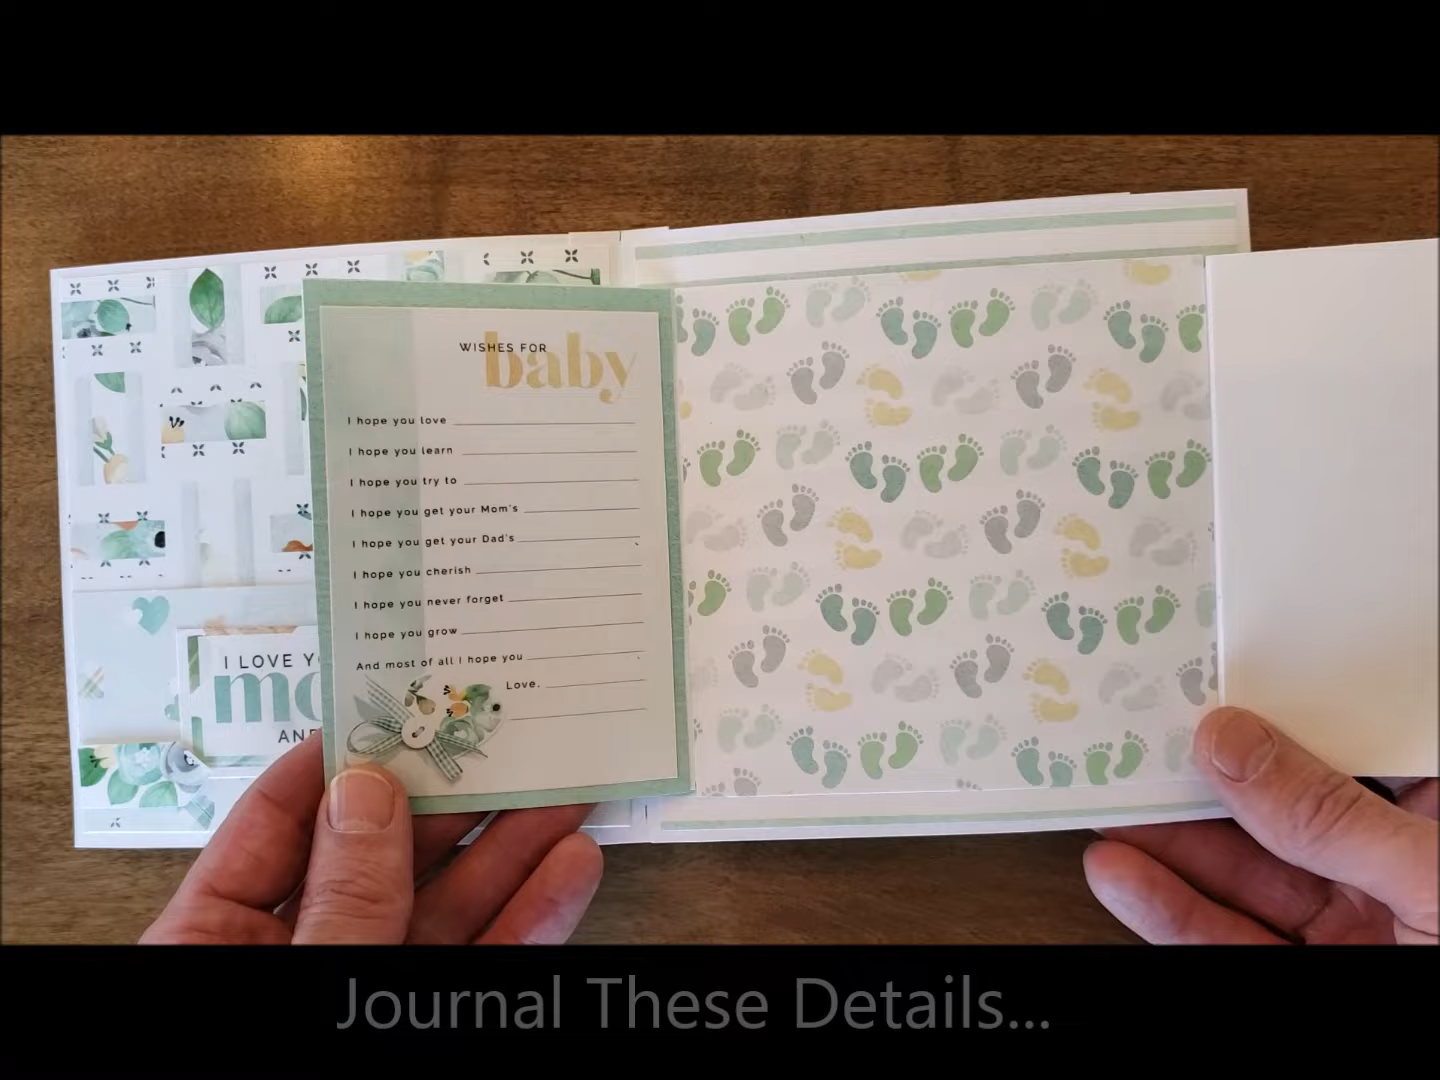 WISHES FOR
baby
I hope you love
I hope you learn
I hope you try to
I hope you get your Mom's
I hope you get your Dad's
I hope you cherish
I hope you never forget
I hope you grow
And most of all I hope you
Love.
I LOVE
AN
Journal These Details...